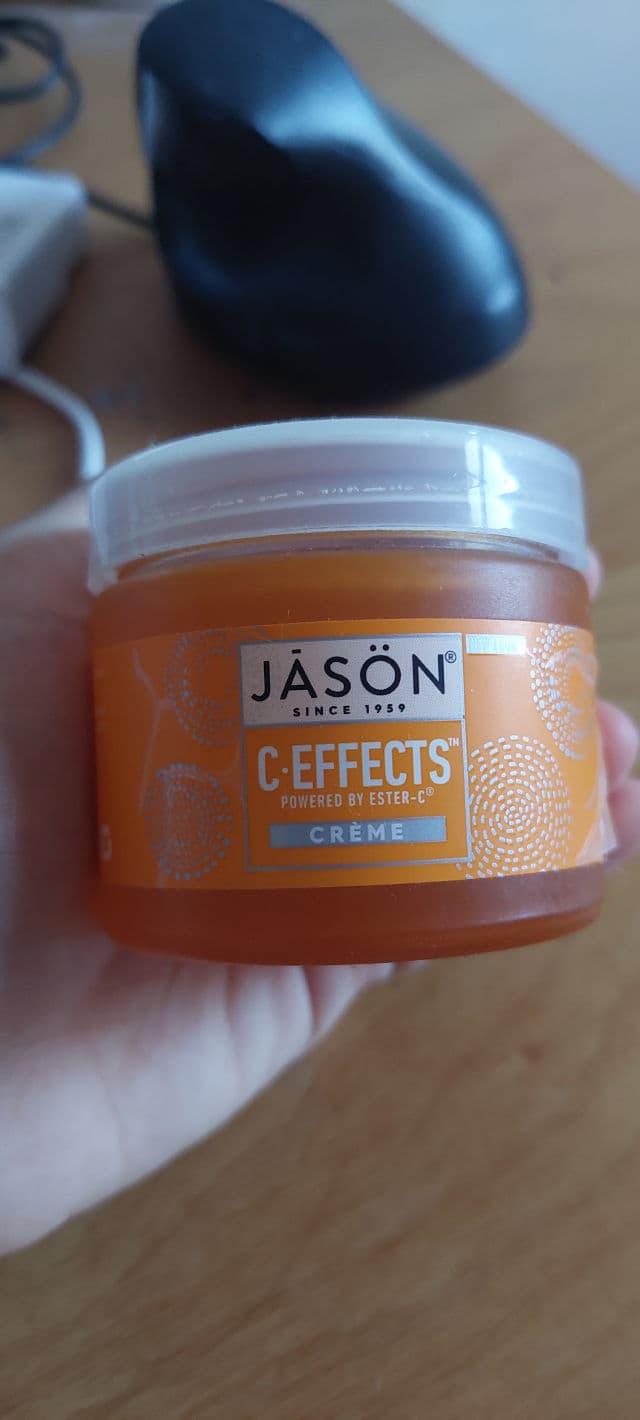 JĀSÖN®
SINCE 1959
C·EFFECTS™
POWERED BY ESTER-C®
CRÈME